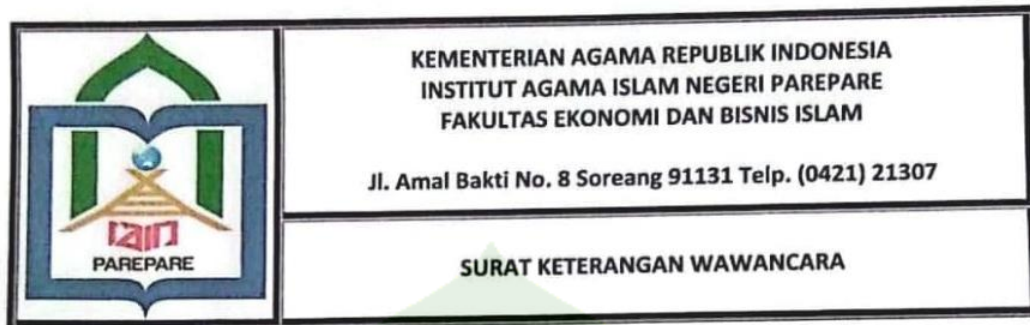 KEMENTERIAN AGAMA REPUBLIK INDONESIA
INSTITUT AGAMA ISLAM NEGERI PAREPARE
FAKULTAS EKONOMI DAN BISNIS ISLAM
Jl. Amal Bakti No. 8 Soreang 91131 Telp. (0421) 21307
SURAT KETERANGAN WAWANCARA
IAIN
PAREPARE